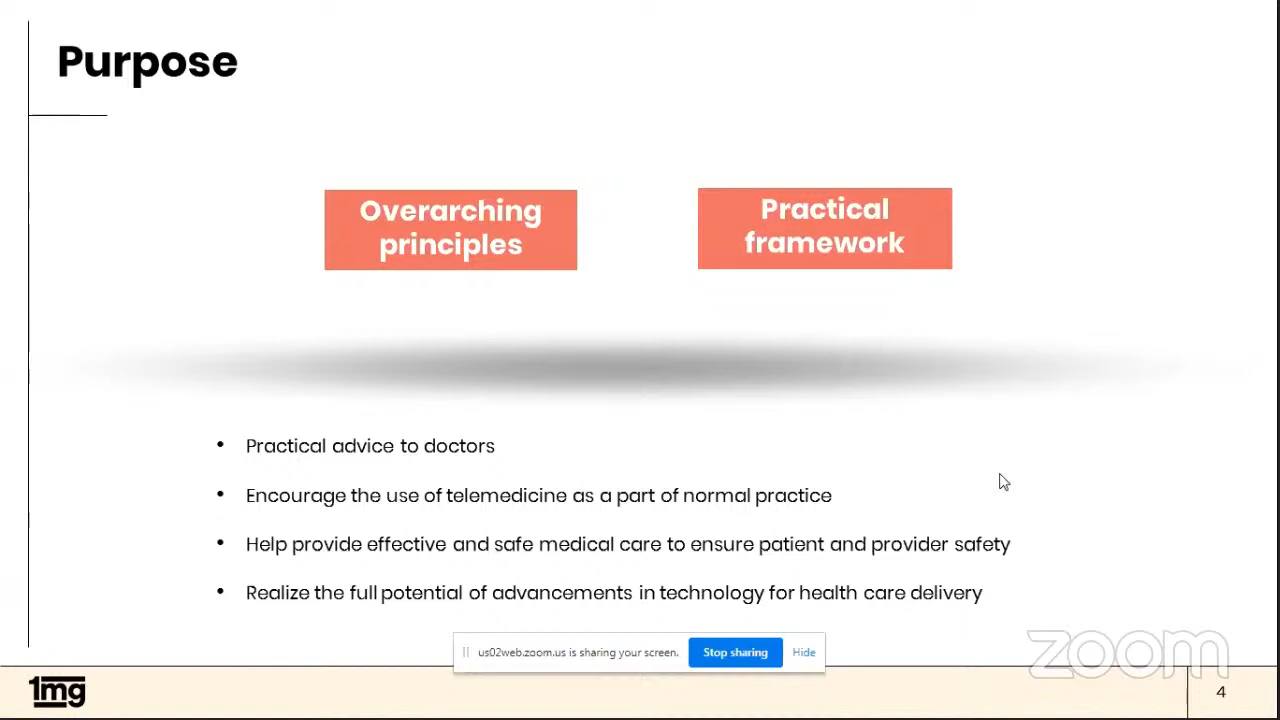 Purpose
Overarching
principles
Practical
framework
• Practical advice to doctors
• Encourage the use of telemedicine as a part of normal practice
• Help provide effective and safe medical care to ensure patient and provider safety
• Realize the full potential of advancements in technology for health care delivery
us02web.zoom.us is sharing your screen. Stop sharing Hide
zoom
1mg
4